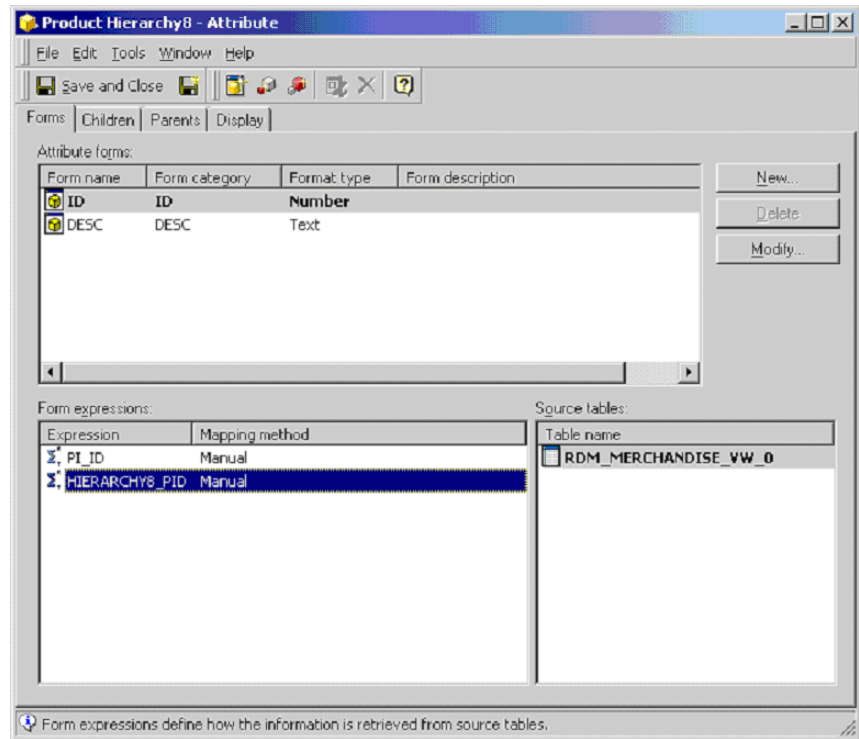 Product Hierarchy8 - Attribute
File Edit Tools Window Help
Save and Close
Forms Children Parents Display
Attribute forms:
Form name Form category Format type Form description
ID ID Number
DESC DESC Text
New...
Delete
Modify...
Form expressions:
Expression Mapping method
PI_ID Manual
HIERARCHY8_PID Manual
Source tables:
Table name
RDM_MERCHANDISE_VW_0
Form expressions define how the information is retrieved from source tables.